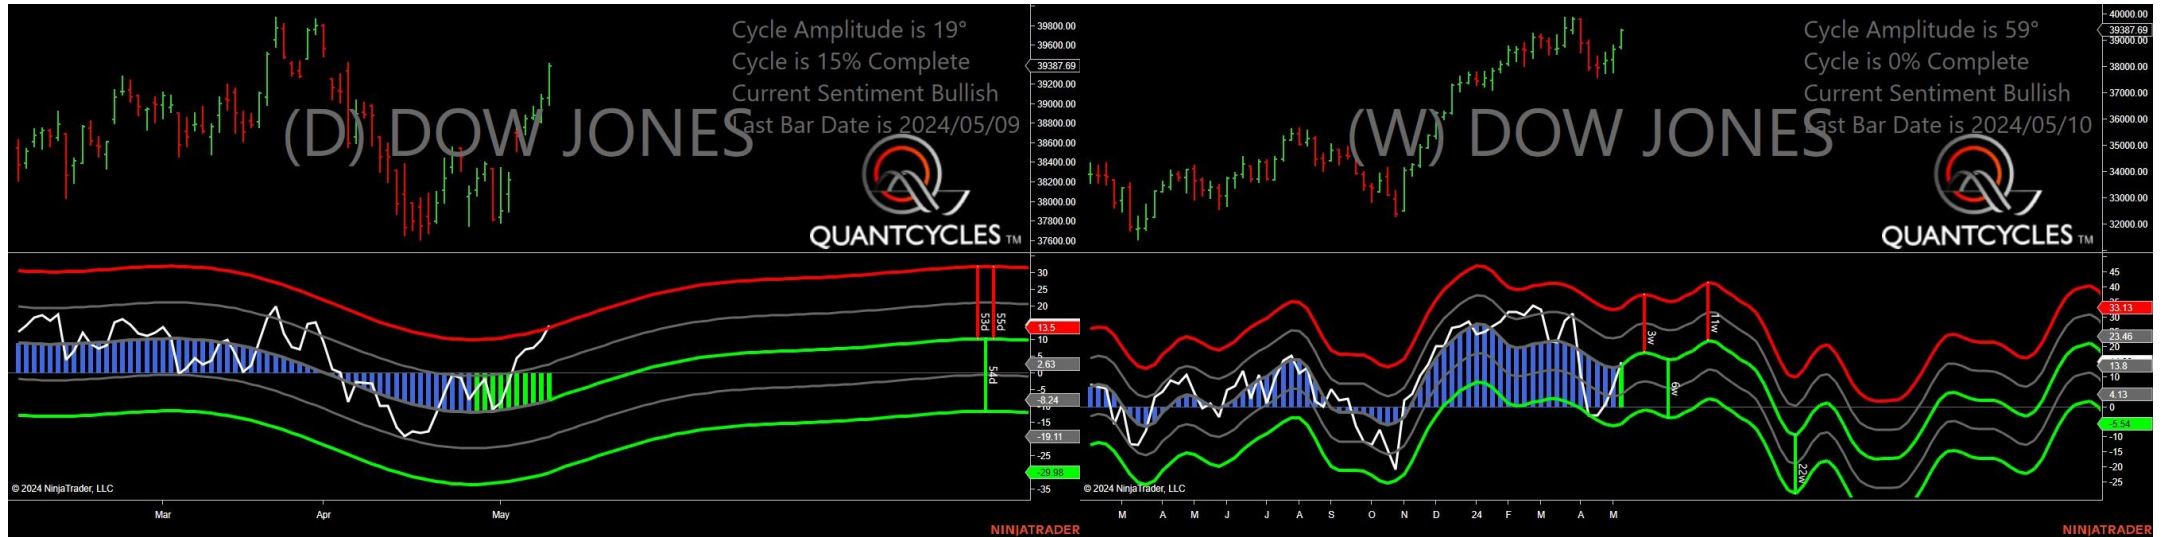 Cycle Amplitude is 19°
Cycle is 15% Complete
Current Sentiment Bullish
Last Bar Date is 2024/05/09
(D) DOW JONES
QUANTCYCLES TM
39800.00
39600.00
39387.69
39200.00
39000.00
38800.00
38600.00
38400.00
38200.00
38000.00
37800.00
37600.00
53d
55d
54d
30
25
20
13.5
10
5
2.63
0
-5
-8.24
-10
-15
-19.11
-25
-29.98
-35
© 2024 NinjaTrader, LLC
Mar
Apr
May
NINJATRADER
Cycle Amplitude is 59°
Cycle is 0% Complete
Current Sentiment Bullish
Last Bar Date is 2024/05/10
(W) DOW JONES
QUANTCYCLES TM
40000.00
39387.69
39000.00
38000.00
37000.00
36000.00
35000.00
34000.00
33000.00
32000.00
3w
11w
6w
22w
45
40
33.13
30
23.46
20
13.8
10
4.13
0
-5.54
-10
-15
-20
-25
© 2024 NinjaTrader, LLC
M A M J J A S O N D 24 F M A M
NINJATRADER